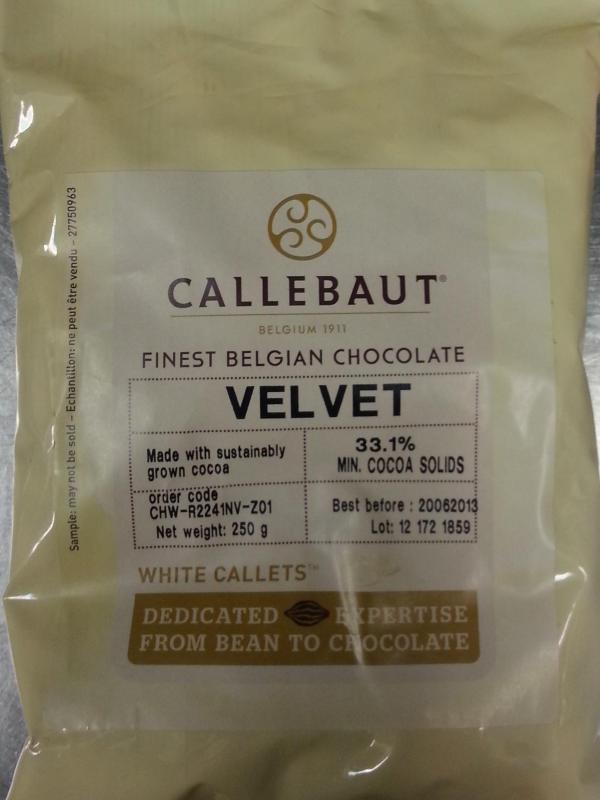 CALLEBAUT®
BELGIUM 1911
FINEST BELGIAN CHOCOLATE
VELVET
Made with sustainably
grown cocoa
33.1%
MIN. COCOA SOLIDS
order code
CHW-R2241NV-Z01
Net weight: 250 g
Best before : 20062013
Lot: 12 172 1859
WHITE CALLETS™
DEDICATED EXPERTISE
FROM BEAN TO CHOCOLATE
Sample: may not be sold – Echantillon: ne peut être vendu – 27750963